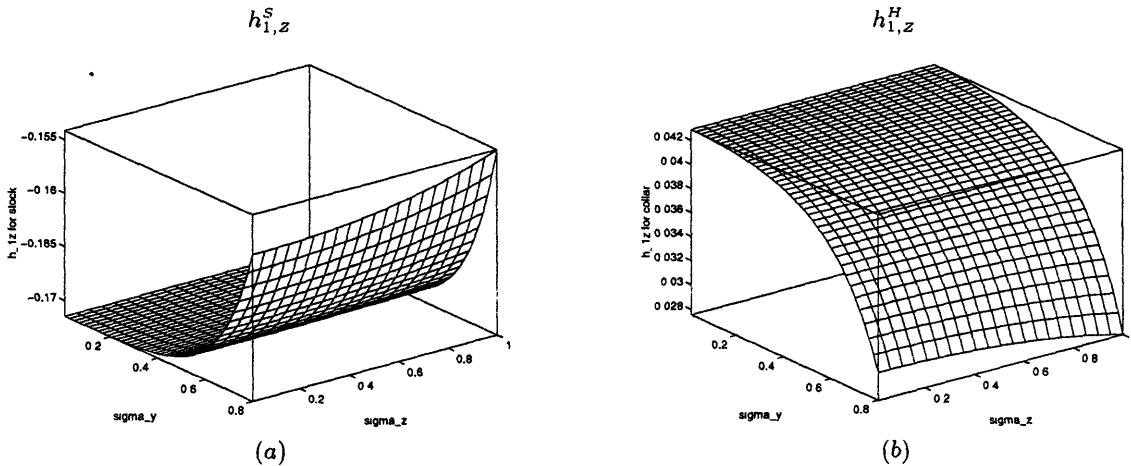 h^S_{1,Z}
h^H_{1,Z}
-0.155
-0.16
-0.165
-0.17
h_1z for stock
0.2
0.4
0 6
0.8
sigma_y
0.2
0 4
0.6
0.8
1
sigma_z
(a)
0 042
0 04
0 038
0 036
0 034
0 032
0 03
0 028
h_1z for collar
0.2
0 4
0 6
0 8
sigma_y
0 2
0 4
0 6
0 8
sigma_z
(b)